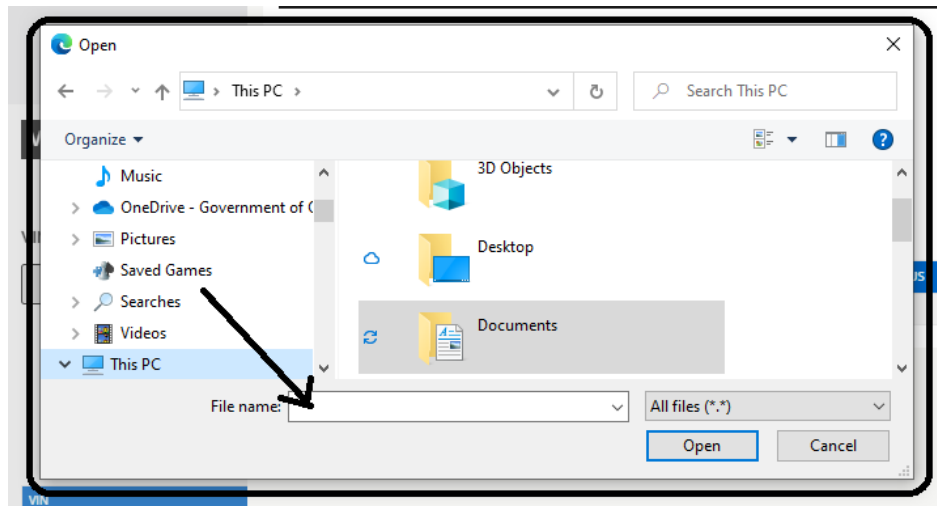 Open
This PC
Search This PC
Organize
Music
OneDrive - Government of
Pictures
Saved Games
Searches
Videos
This PC
3D Objects
Desktop
Documents
File name:
All files (*.*)
Open
Cancel
VIN